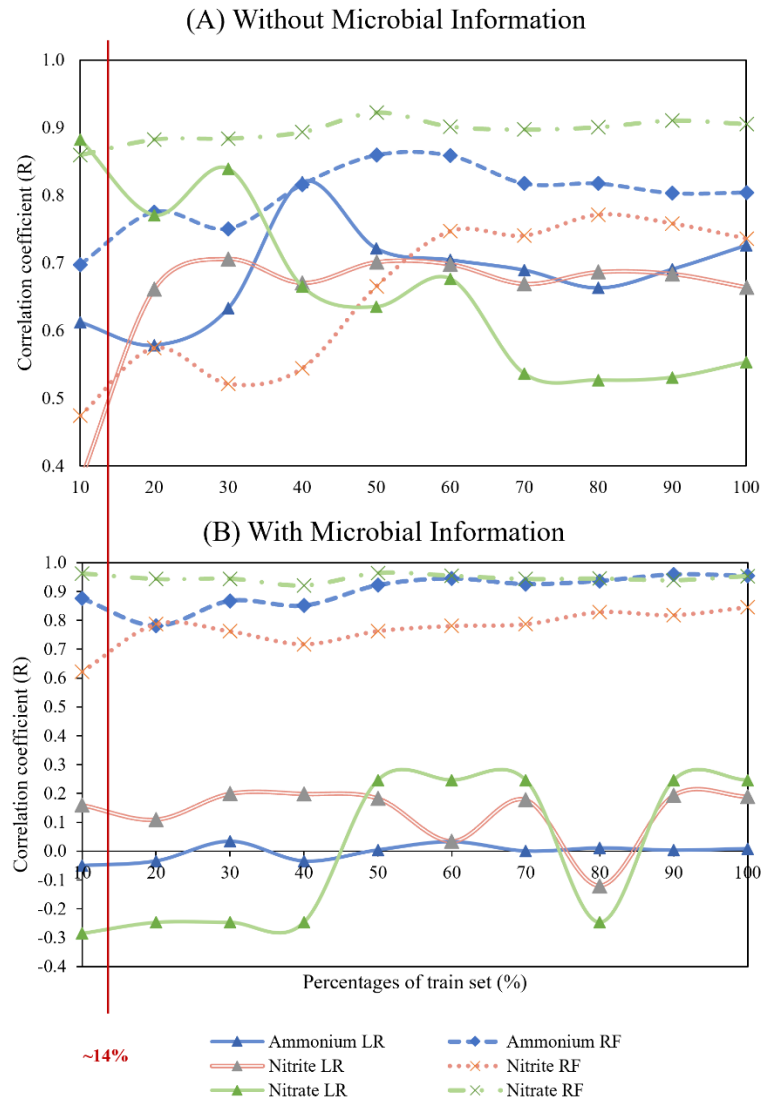 (A) Without Microbial Information
Correlation coefficient (R)
1.0
0.9
0.8
0.7
0.6
0.5
0.4
10 20 30 40 50 60 70 80 90 100
(B) With Microbial Information
Correlation coefficient (R)
1.0
0.9
0.8
0.7
0.6
0.5
0.4
0.3
0.2
0.1
0.0
-0.1
-0.2
-0.3
-0.4
10 20 30 40 50 60 70 80 90 100
Percentages of train set (%)
~14%
Ammonium LR Ammonium RF
Nitrite LR Nitrite RF
Nitrate LR Nitrate RF